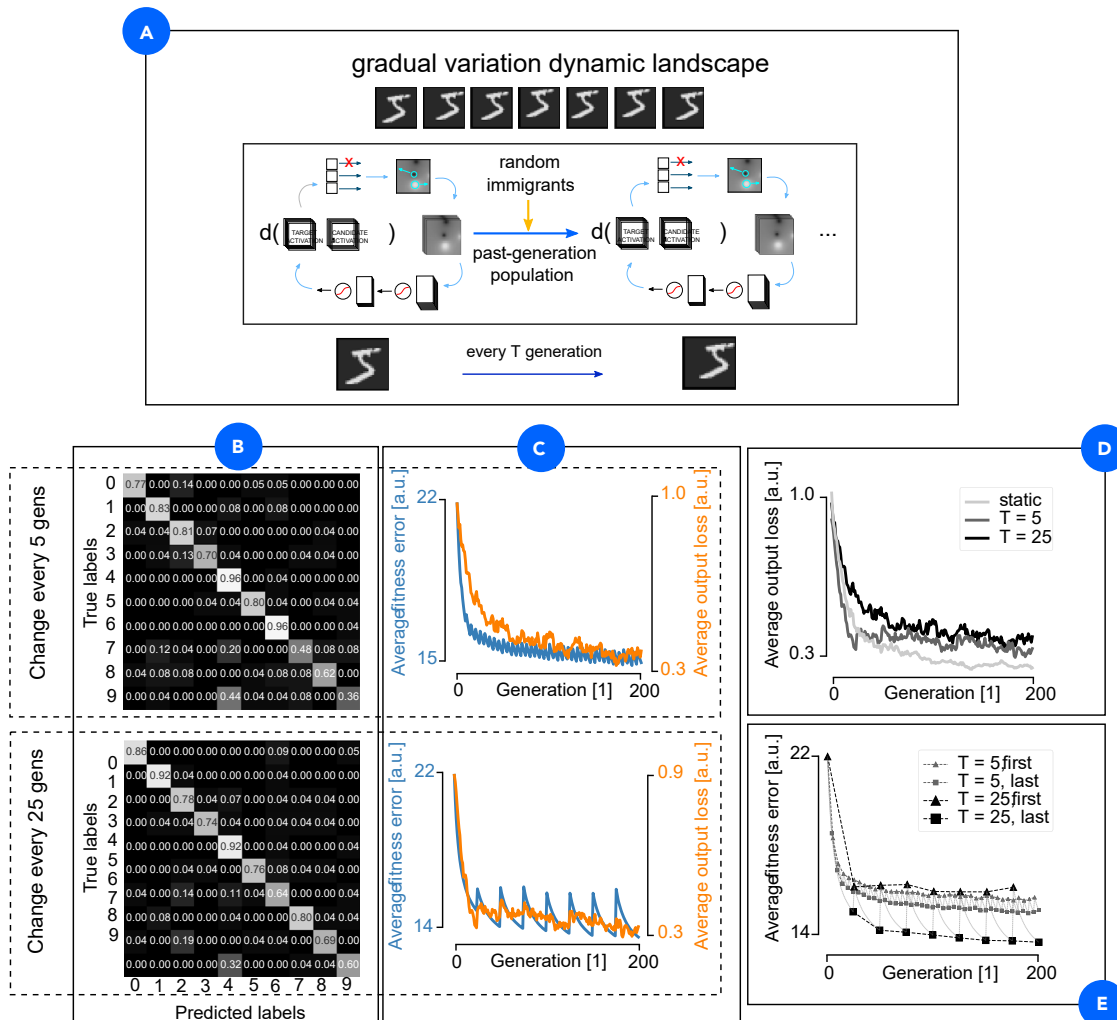 A
gradual variation dynamic landscape
random
immigrants
d( TARGET ACTIVATION CANDIDATE ACTIVATION )
past-generation
population
d( TARGET ACTIVATION CANDIDATE ACTIVATION )
...
every T generation
B
C
D
Change every 5 gens
True labels
0 0.77 0.00 0.14 0.00 0.00 0.05 0.05 0.00 0.00 0.00
1 0.00 0.83 0.00 0.00 0.08 0.00 0.08 0.00 0.00 0.00
2 0.04 0.04 0.81 0.07 0.00 0.00 0.00 0.04 0.00 0.00
3 0.00 0.04 0.13 0.70 0.04 0.00 0.04 0.00 0.04 0.04
4 0.00 0.00 0.00 0.00 0.96 0.00 0.04 0.00 0.00 0.00
5 0.00 0.00 0.00 0.04 0.04 0.80 0.04 0.00 0.04 0.04
6 0.00 0.00 0.00 0.00 0.04 0.00 0.96 0.00 0.00 0.00
7 0.00 0.12 0.04 0.00 0.20 0.00 0.00 0.48 0.08 0.08
8 0.04 0.08 0.08 0.00 0.00 0.04 0.08 0.08 0.62 0.00
9 0.00 0.04 0.00 0.00 0.44 0.04 0.04 0.08 0.00 0.36
Average fitness error [a.u.]
22
15
1.0
0.3
Average output loss [a.u.]
0
Generation [1]
200
Average output loss [a.u.]
1.0
0.3
static
T = 5
T = 25
0
Generation [1]
200
Change every 25 gens
True labels
0
1
2
3
4
5
6
7
8
9
0.86 0.00 0.00 0.00 0.00 0.00 0.09 0.00 0.00 0.05
0.00 0.92 0.04 0.00 0.00 0.00 0.04 0.00 0.00 0.00
0.00 0.04 0.78 0.04 0.07 0.00 0.00 0.04 0.04 0.00
0.00 0.04 0.04 0.74 0.04 0.00 0.00 0.04 0.04 0.04
0.00 0.00 0.00 0.04 0.92 0.00 0.04 0.00 0.00 0.00
0.04 0.00 0.00 0.04 0.00 0.76 0.08 0.04 0.00 0.04
0.04 0.00 0.14 0.00 0.11 0.04 0.64 0.00 0.04 0.00
0.00 0.08 0.00 0.00 0.04 0.00 0.00 0.80 0.04 0.04
0.04 0.00 0.19 0.00 0.00 0.04 0.04 0.00 0.69 0.00
0.00 0.00 0.00 0.00 0.32 0.00 0.00 0.04 0.04 0.60
0 1 2 3 4 5 6 7 8 9
Predicted labels
Average fitness error [a.u.]
22
14
0.9
0.3
Average output loss [a.u.]
0
Generation [1]
200
Average fitness error [a.u.]
22
14
T = 5, first
T = 5, last
T = 25, first
T = 25, last
0
Generation [1]
200
E